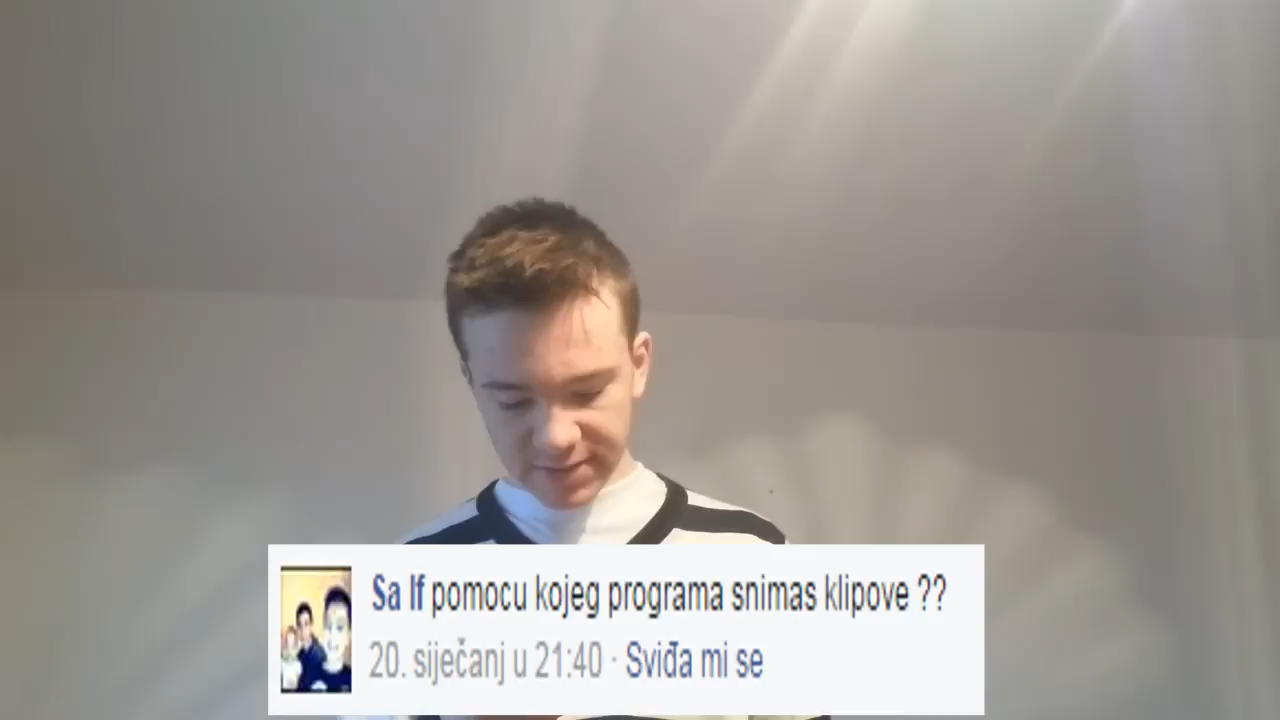 Sa If pomocu kojeg programa snimas klipove ??
20. siječanj u 21:40 · Sviđa mi se